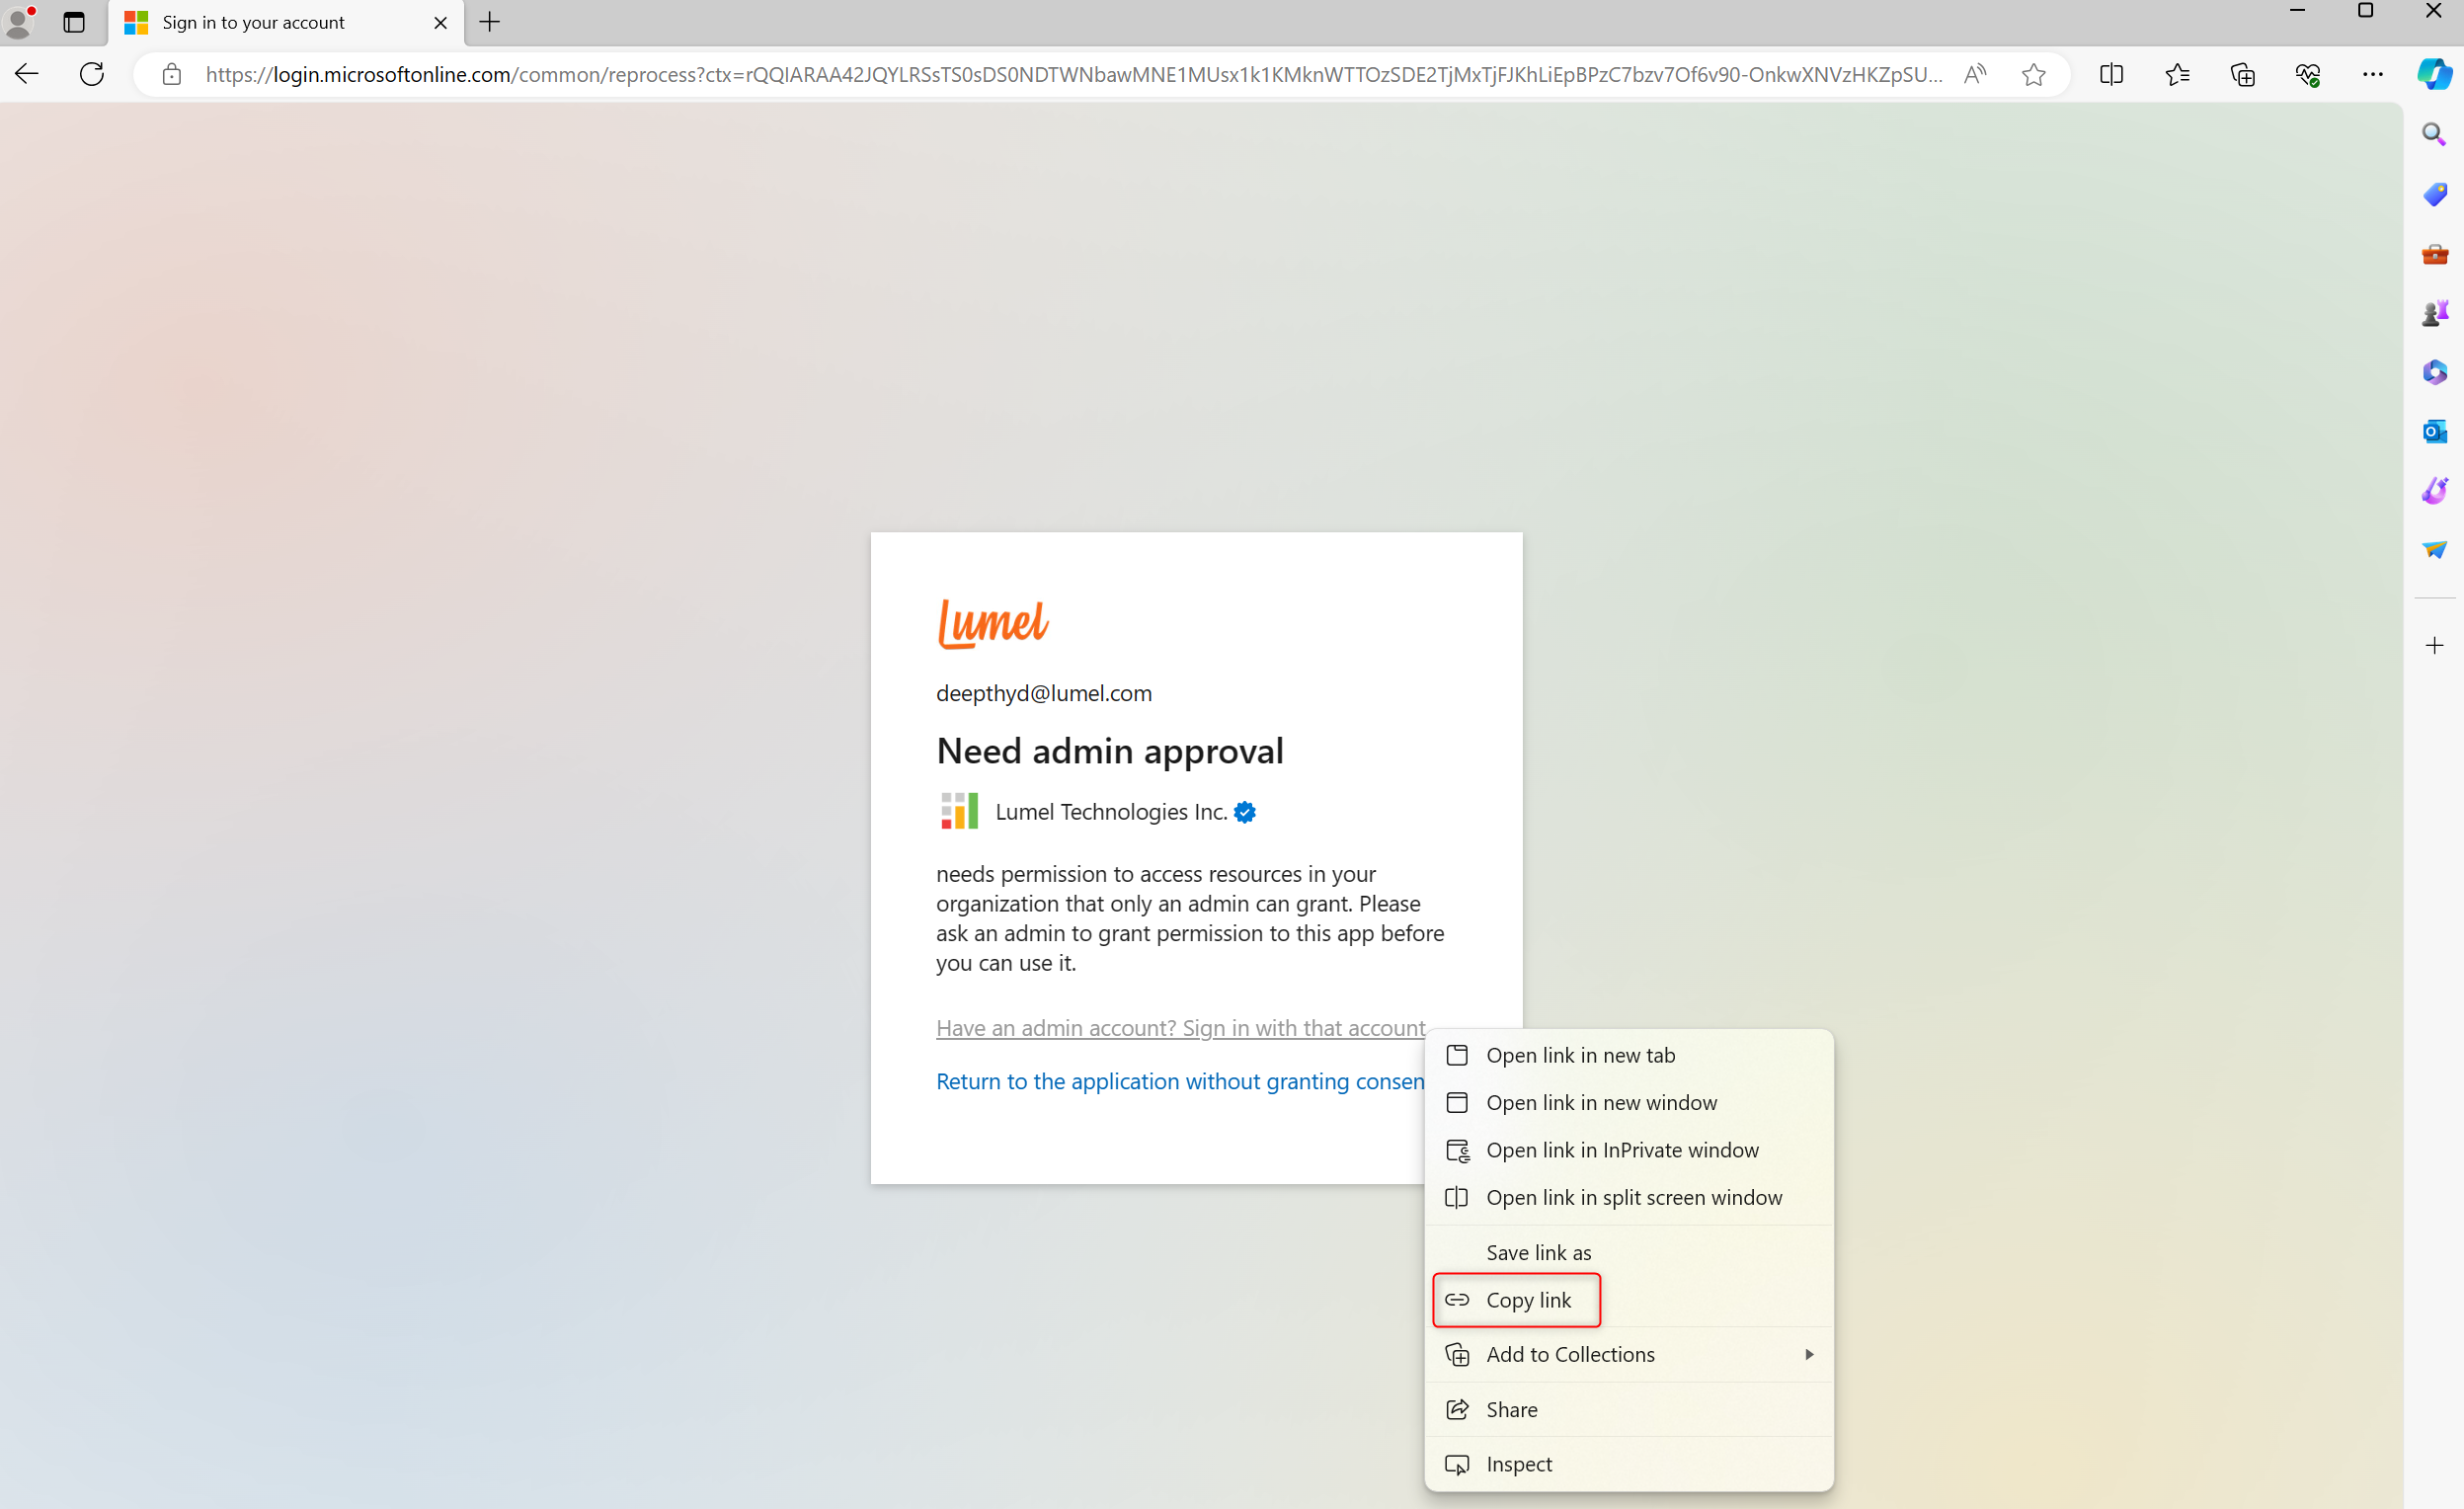 Sign in to your account
https://login.microsoftonline.com/common/reprocess?ctx=rQQIARAA42JQYLRSsTS0sDS0NDTWNbawMNE1MUsx1k1KMknWTTOzSDE2TjMxTjFJKhLiEpBPzC7bzv7Of6v90-OnkwXNVzHKZpSU...
Lumel
deepthyd@lumel.com
Need admin approval
Lumel Technologies Inc.
needs permission to access resources in your
organization that only an admin can grant. Please
ask an admin to grant permission to this app before
you can use it.
Have an admin account? Sign in with that account
Return to the application without granting consen
Open link in new tab
Open link in new window
Open link in InPrivate window
Open link in split screen window
Save link as
Copy link
Add to Collections
Share
Inspect